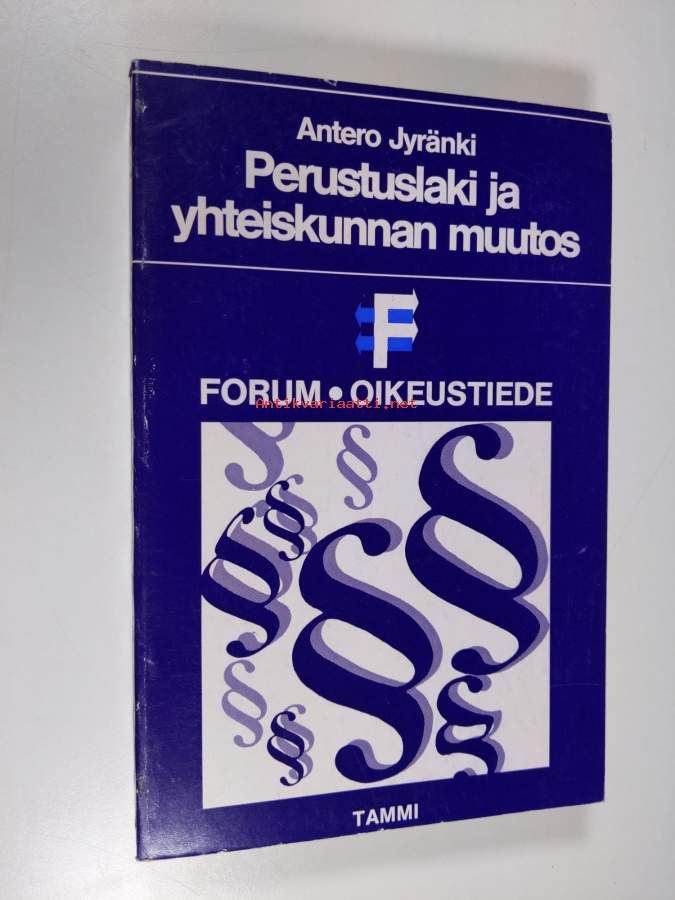 Antero Jyränki
Perustuslaki ja
yhteiskunnan muutos
F
FORUM • OIKEUSTIEDE
Antikvariaatti.net
TAMMI